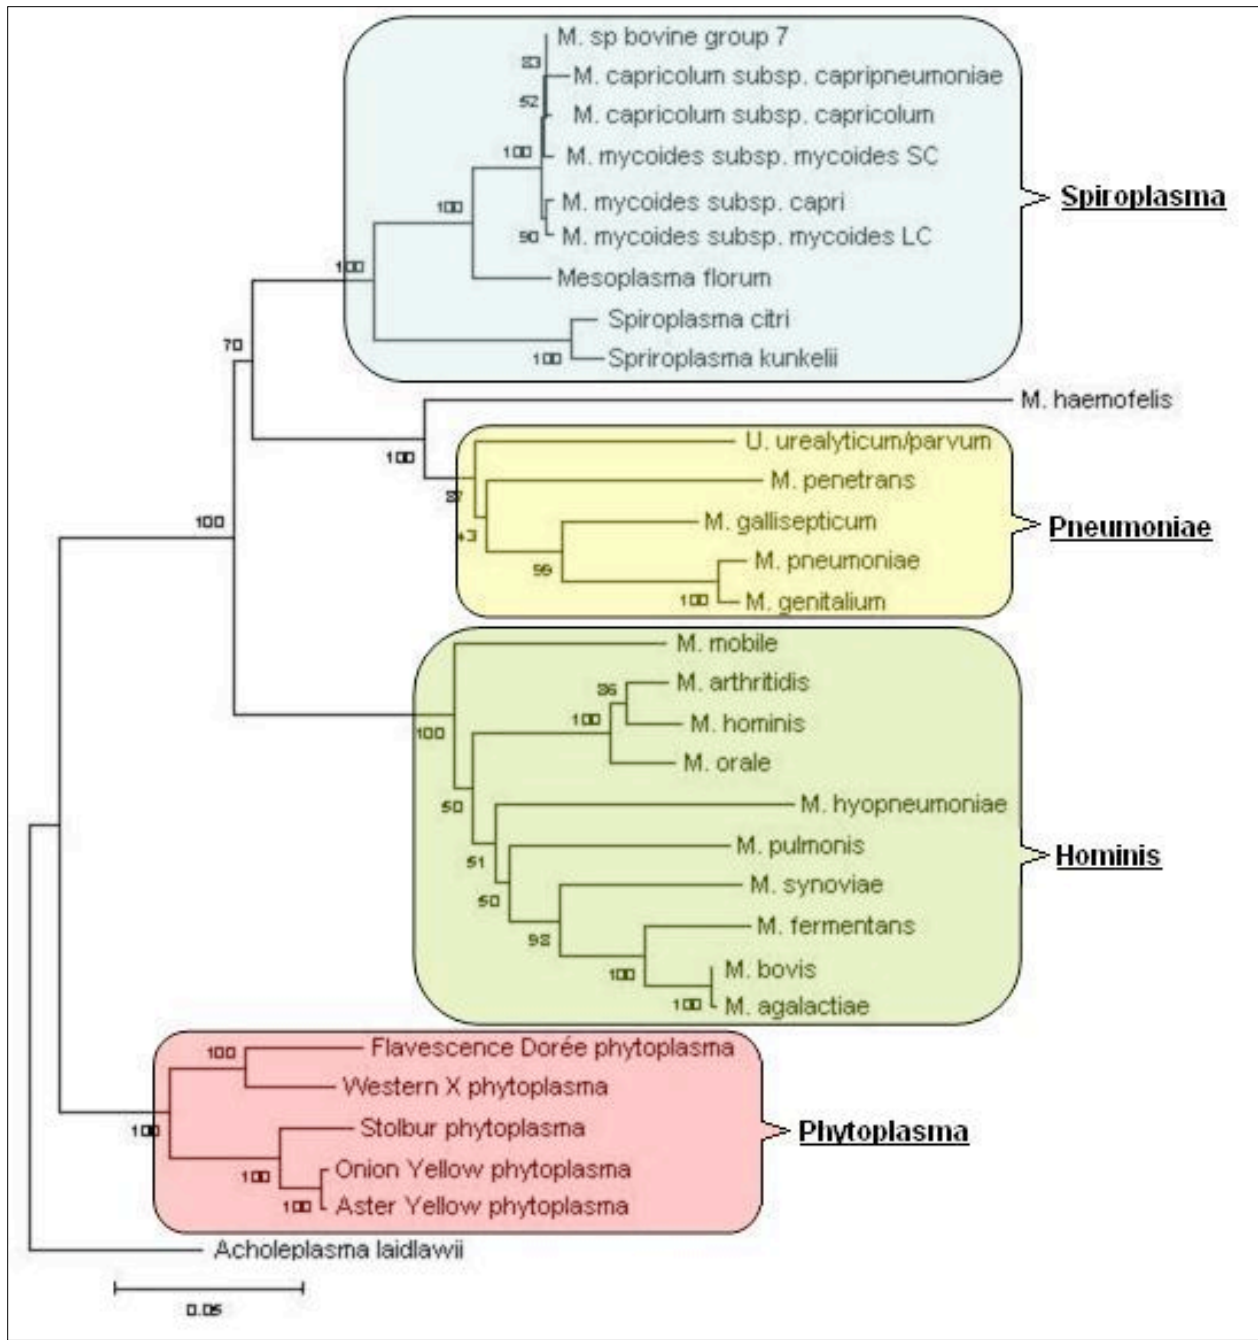 M. sp bovine group 7
83
M. capricolum subsp. capripneumoniae
52
M. capricolum subsp. capricolum
100
M. mycoides subsp. mycoides SC
Spiroplasma
100
M. mycoides subsp. capri
90
M. mycoides subsp. mycoides LC
100
Mesoplasma florum
Spiroplasma citri
100
Spriroplasma kunkelii
70
M. haemofelis
100
U. urealyticum/parvum
87
M. penetrans
100
M. gallisepticum
Pneumoniae
43
M. pneumoniae
99
100
M. genitalium
M. mobile
86
M. arthritidis
100
M. hominis
100
M. orale
50
M. hyopneumoniae
M. pulmonis
51
Hominis
M. synoviae
50
M. fermentans
98
M. bovis
100
100
M. agalactiae
100
Flavescence Dorée phytoplasma
Western X phytoplasma
100
Stolbur phytoplasma
Phytoplasma
100
Onion Yellow phytoplasma
100
Aster Yellow phytoplasma
Acholeplasma laidlawii
0.05